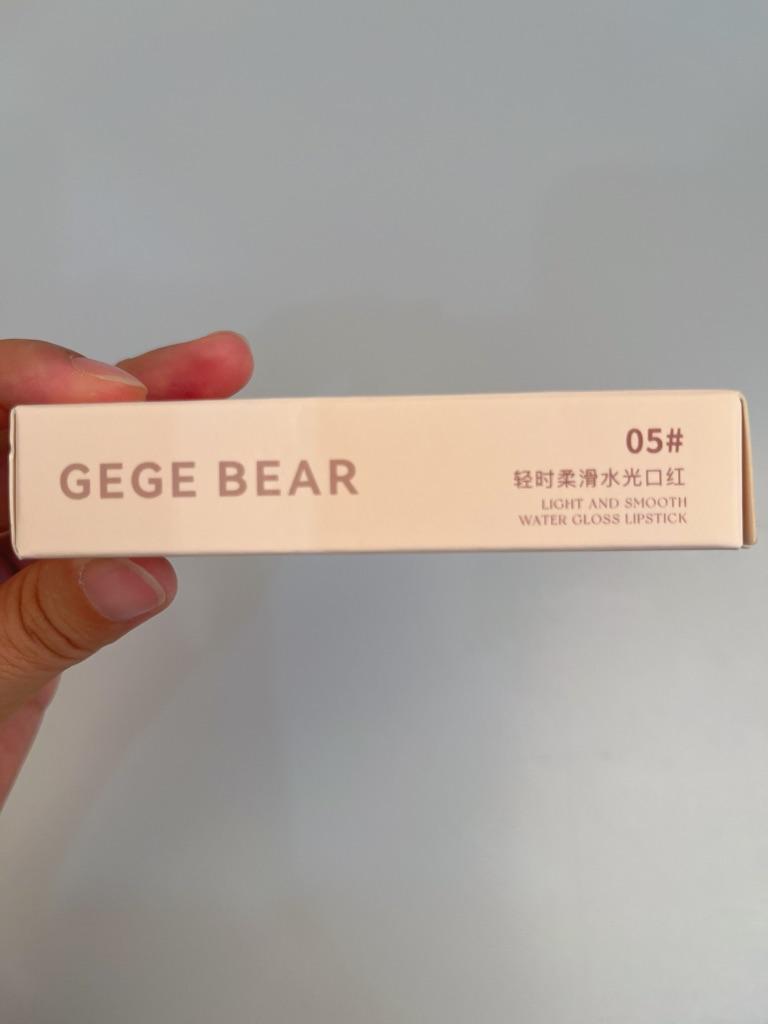 GEGE BEAR
05#
轻时柔滑水光口红
LIGHT AND SMOOTH
WATER GLOSS LIPSTICK